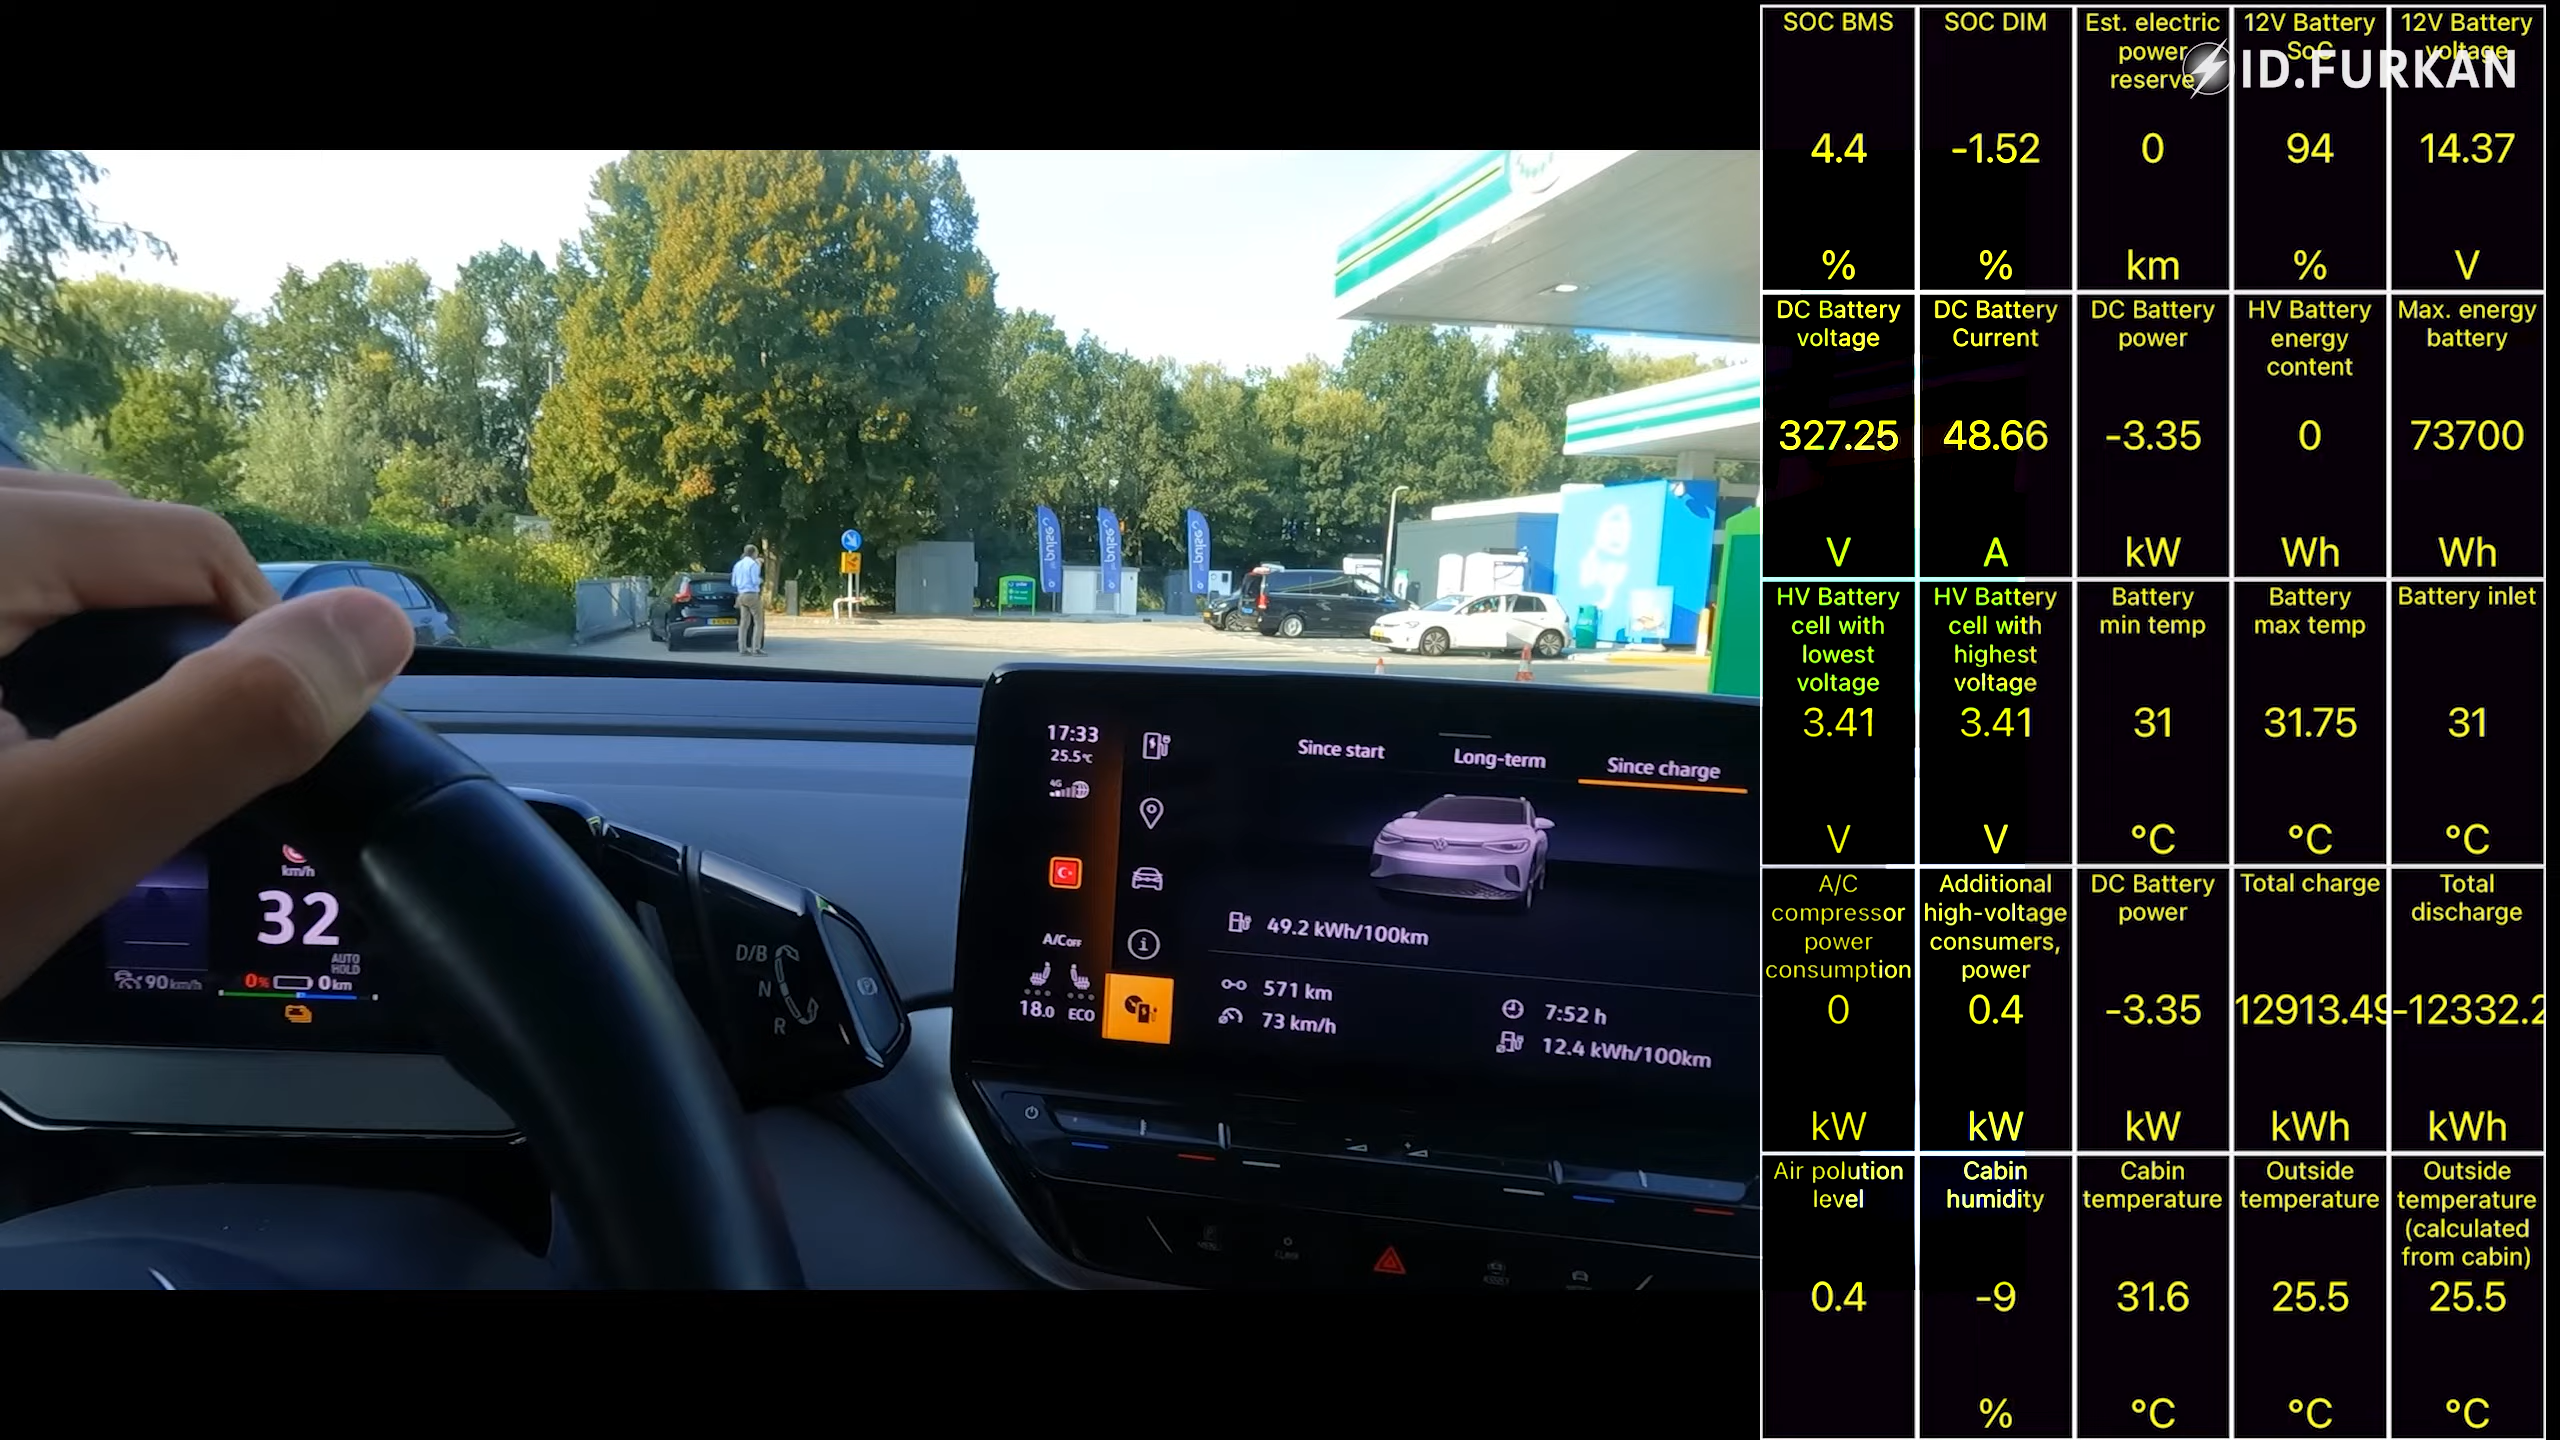 SOC BMS
4.4
%
SOC DIM
-1.52
%
Est. electric
power
reserve
0
km
12V Battery
SoC
94
%
12V Battery
voltage
14.37
V
ID.FURKAN
DC Battery
voltage
327.25
V
DC Battery
Current
48.66
A
DC Battery
power
-3.35
kW
HV Battery
energy
content
0
Wh
Max. energy
battery
73700
Wh
HV Battery
cell with
lowest
voltage
3.41
V
HV Battery
cell with
highest
voltage
3.41
V
Battery
min temp
31
°C
Battery
max temp
31.75
°C
Battery inlet
31
°C
A/C
compressor
power
consumption
0
kW
Additional
high-voltage
consumers,
power
0.4
kW
DC Battery
power
-3.35
kW
Total charge
12913.49
kWh
Total
discharge
-12332.2
kWh
Air polution
level
0.4
Cabin
humidity
-9
%
Cabin
temperature
31.6
°C
Outside
temperature
25.5
°C
Outside
temperature
(calculated
from cabin)
25.5
°C
pulse
pulse
pulse
17:33
25.5°C
4G
A/C OFF
18.0 ECO
Since start
Long-term
Since charge
49.2 kWh/100km
571 km
7:52 h
73 km/h
12.4 kWh/100km
km/h
32
AUTO
HOLD
90 km/h
0%
0 km
D/B
N
R
P